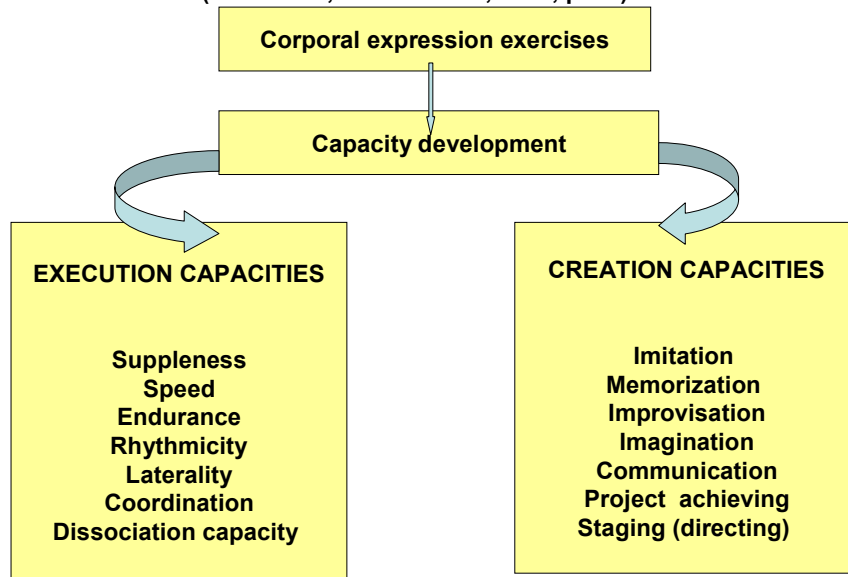 Corporal expression exercises
Capacity development
EXECUTION CAPACITIES
Suppleness
Speed
Endurance
Rhythmicity
Laterality
Coordination
Dissociation capacity
CREATION CAPACITIES
Imitation
Memorization
Improvisation
Imagination
Communication
Project achieving
Staging (directing)